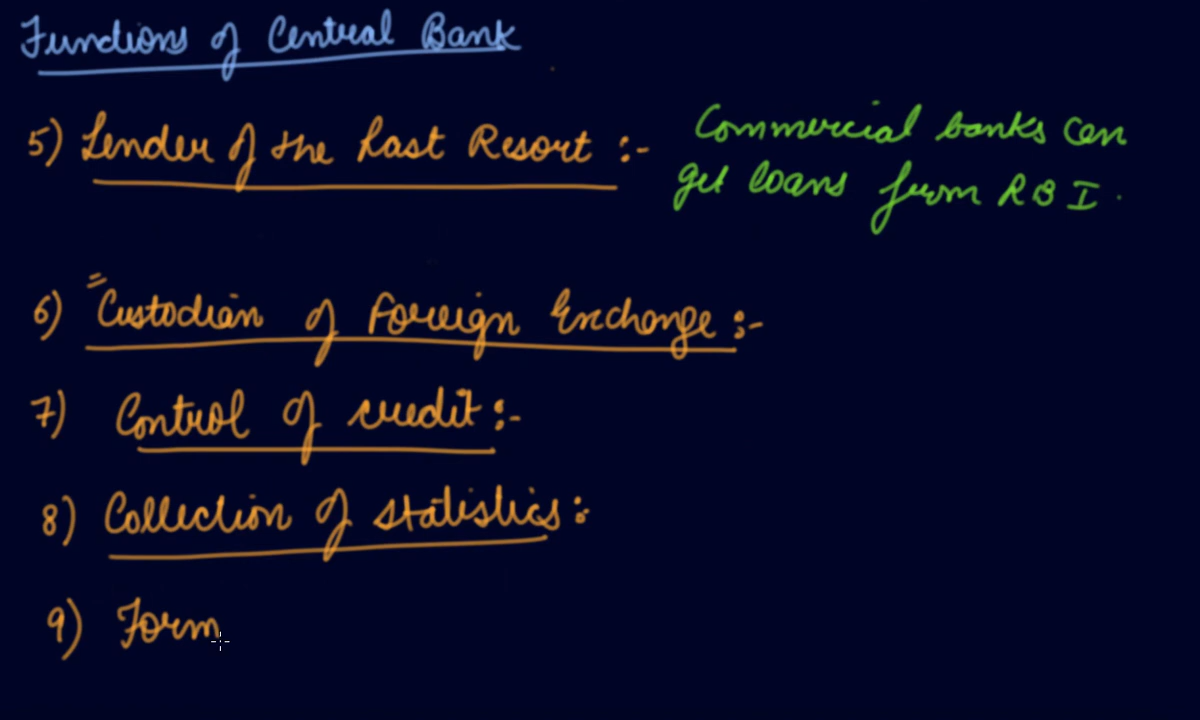 Functions of Central Bank
5) Lender of the Last Resort :- Commercial banks can
get loans from RBI.
6) Custodian of Foreign Exchange :-
7) Control of credit :-
8) Collection of statistics :-
9) Form